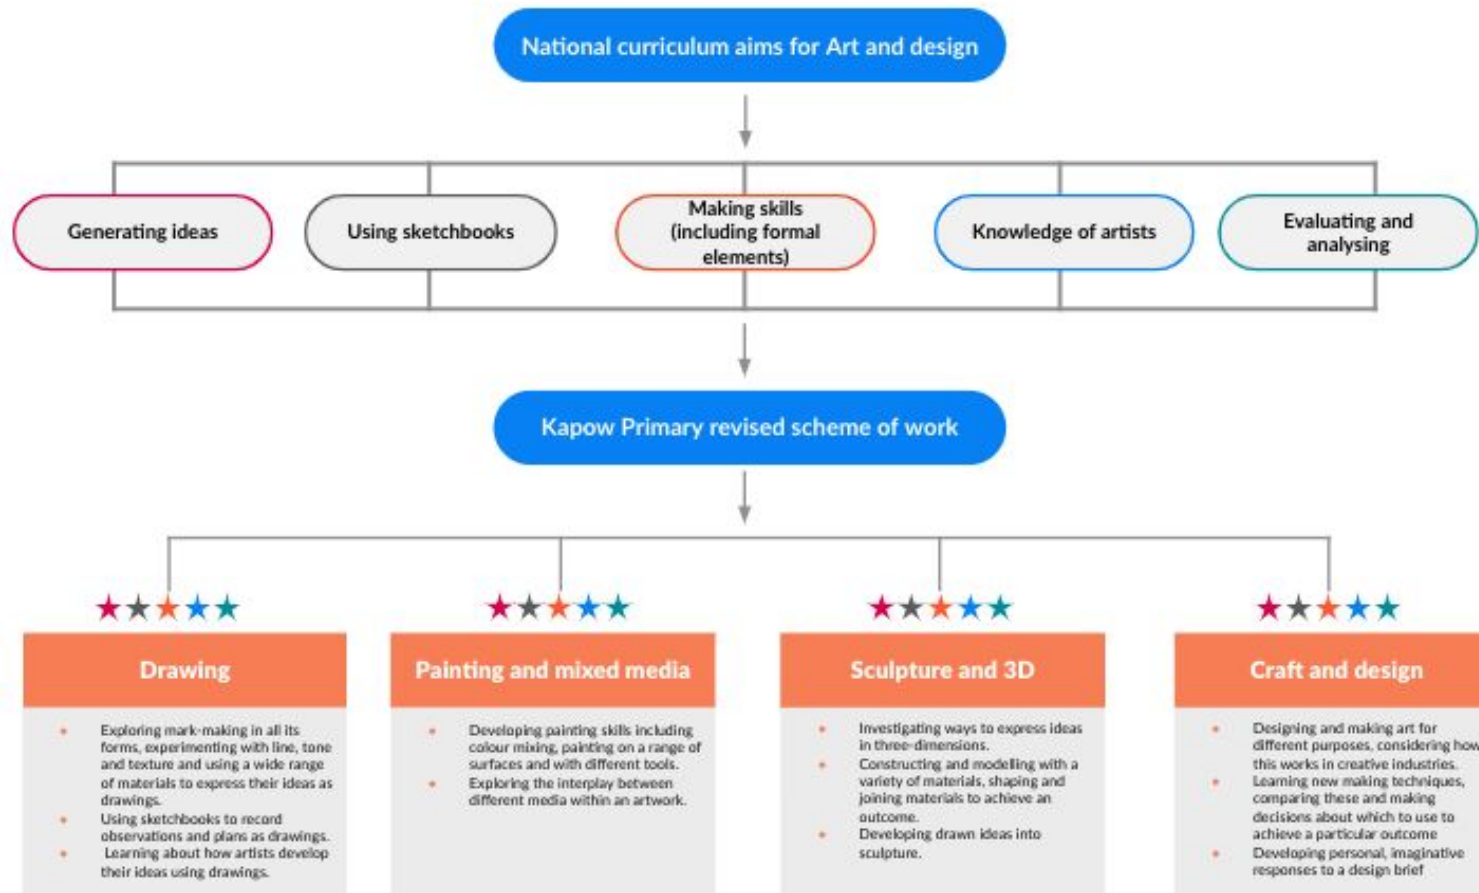 National curriculum aims for Art and design
Generating ideas
Using sketchbooks
Making skills
(including formal
elements)
Knowledge of artists
Evaluating and
analysing
Kapow Primary revised scheme of work
Drawing
• Exploring mark-making in all its
forms, experimenting with line, tone
and texture and using a wide range
of materials to express their ideas as
drawings.
• Using sketchbooks to record
observations and plans as drawings.
• Learning about how artists develop
their ideas using drawings.
Painting and mixed media
• Developing painting skills including
colour mixing, painting on a range of
surfaces and with different tools.
• Exploring the interplay between
different media within an artwork.
Sculpture and 3D
• Investigating ways to express ideas
in three-dimensions.
• Constructing and modelling with a
variety of materials, shaping and
joining materials to achieve an
outcome.
• Developing drawn ideas into
sculpture.
Craft and design
• Designing and making art for
different purposes, considering how
this works in creative industries.
• Learning new making techniques,
comparing these and making
decisions about which to use to
achieve a particular outcome
• Developing personal, imaginative
responses to a design brief